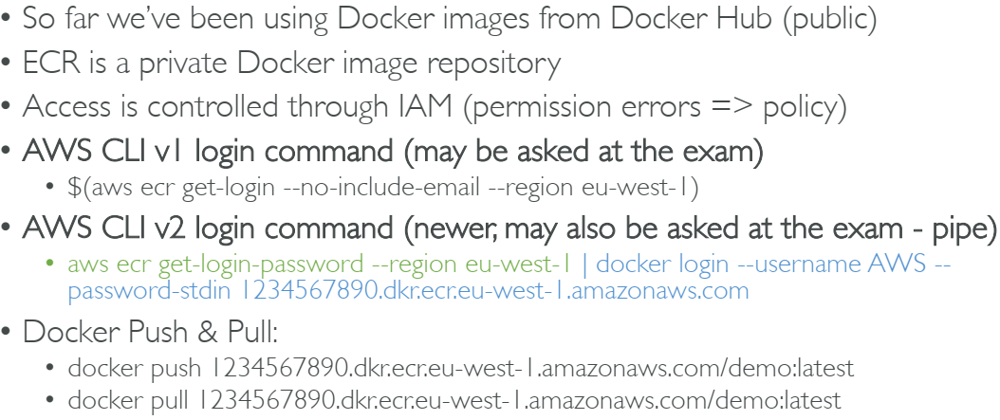 • So far we've been using Docker images from Docker Hub (public)
• ECR is a private Docker image repository
• Access is controlled through IAM (permission errors => policy)
• AWS CLI v1 login command (may be asked at the exam)
• $(aws ecr get-login --no-include-email --region eu-west-1)
• AWS CLI v2 login command (newer, may also be asked at the exam - pipe)
• aws ecr get-login-password --region eu-west-1 | docker login --username AWS --
password-stdin 1234567890.dkr.ecr.eu-west-1.amazonaws.com
• Docker Push & Pull:
• docker push 1234567890.dkr.ecr.eu-west-1.amazonaws.com/demo:latest
• docker pull 1234567890.dkr.ecr.eu-west-1.amazonaws.com/demo:latest